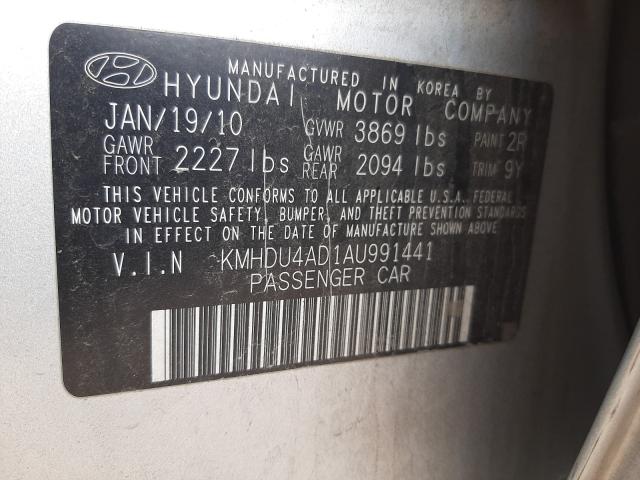 MANUFACTURED IN KOREA BY
HYUNDAI MOTOR COMPANY
JAN/19/10 GVWR 3869 lbs PAINT 2R
GAWR FRONT 2227 lbs GAWR REAR 2094 lbs TRIM 9Y
THIS VEHICLE CONFORMS TO ALL APPLICABLE U.S.A. FEDERAL
MOTOR VEHICLE SAFETY, BUMPER, AND THEFT PREVENTION STANDARDS
IN EFFECT ON THE DATE OF MANUFACTURE SHOWN ABOVE.
V.I.N KMHDU4AD1AU991441
PASSENGER CAR
H